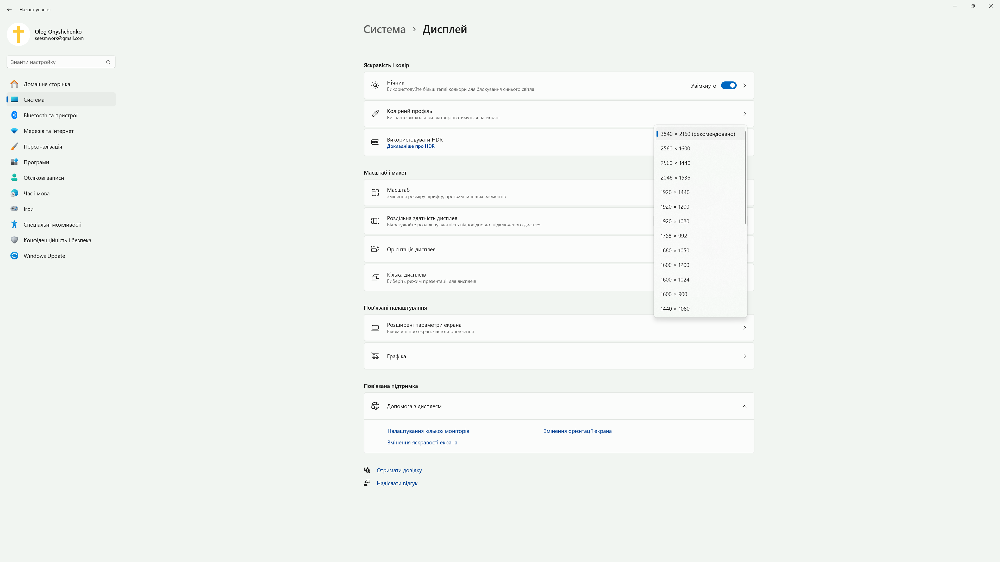 Налаштування
Oleg Onyshchenko
seesmwork@gmail.com
Знайти настройку
Домашня сторінка
Система
Bluetooth та пристрої
Мережа та Інтернет
Персоналізація
Програми
Облікові записи
Час і мова
Ігри
Спеціальні можливості
Конфіденційність і безпека
Windows Update
Система > Дисплей
Яскравість і колір
Нічник
Використовуйте більш теплі кольори для блокування синього світла
Увімкнуто
Колірний профіль
Визначте, як кольори відтворюватимуться на екрані
HDR
Використовувати HDR
Докладніше про HDR
Масштаб і макет
Масштаб
Змінення розміру шрифту, програм та інших елементів
Роздільна здатність дисплея
Відрегулюйте роздільну здатність відповідно до  підключеного дисплея
Орієнтація дисплея
Кілька дисплеїв
Виберіть режим презентації для дисплеїв
3840 × 2160 (рекомендовано)
2560 × 1600
2560 × 1440
2048 × 1536
1920 × 1440
1920 × 1200
1920 × 1080
1768 × 992
1680 × 1050
1600 × 1200
1600 × 1024
1600 × 900
1440 × 1080
Пов’язані налаштування
Розширені параметри екрана
Відомості про екран, частота оновлення
Графіка
Пов’язана підтримка
Допомога з дисплеєм
Налаштування кількох моніторів
Змінення орієнтації екрана
Змінення яскравості екрана
Отримати довідку
Надіслати відгук